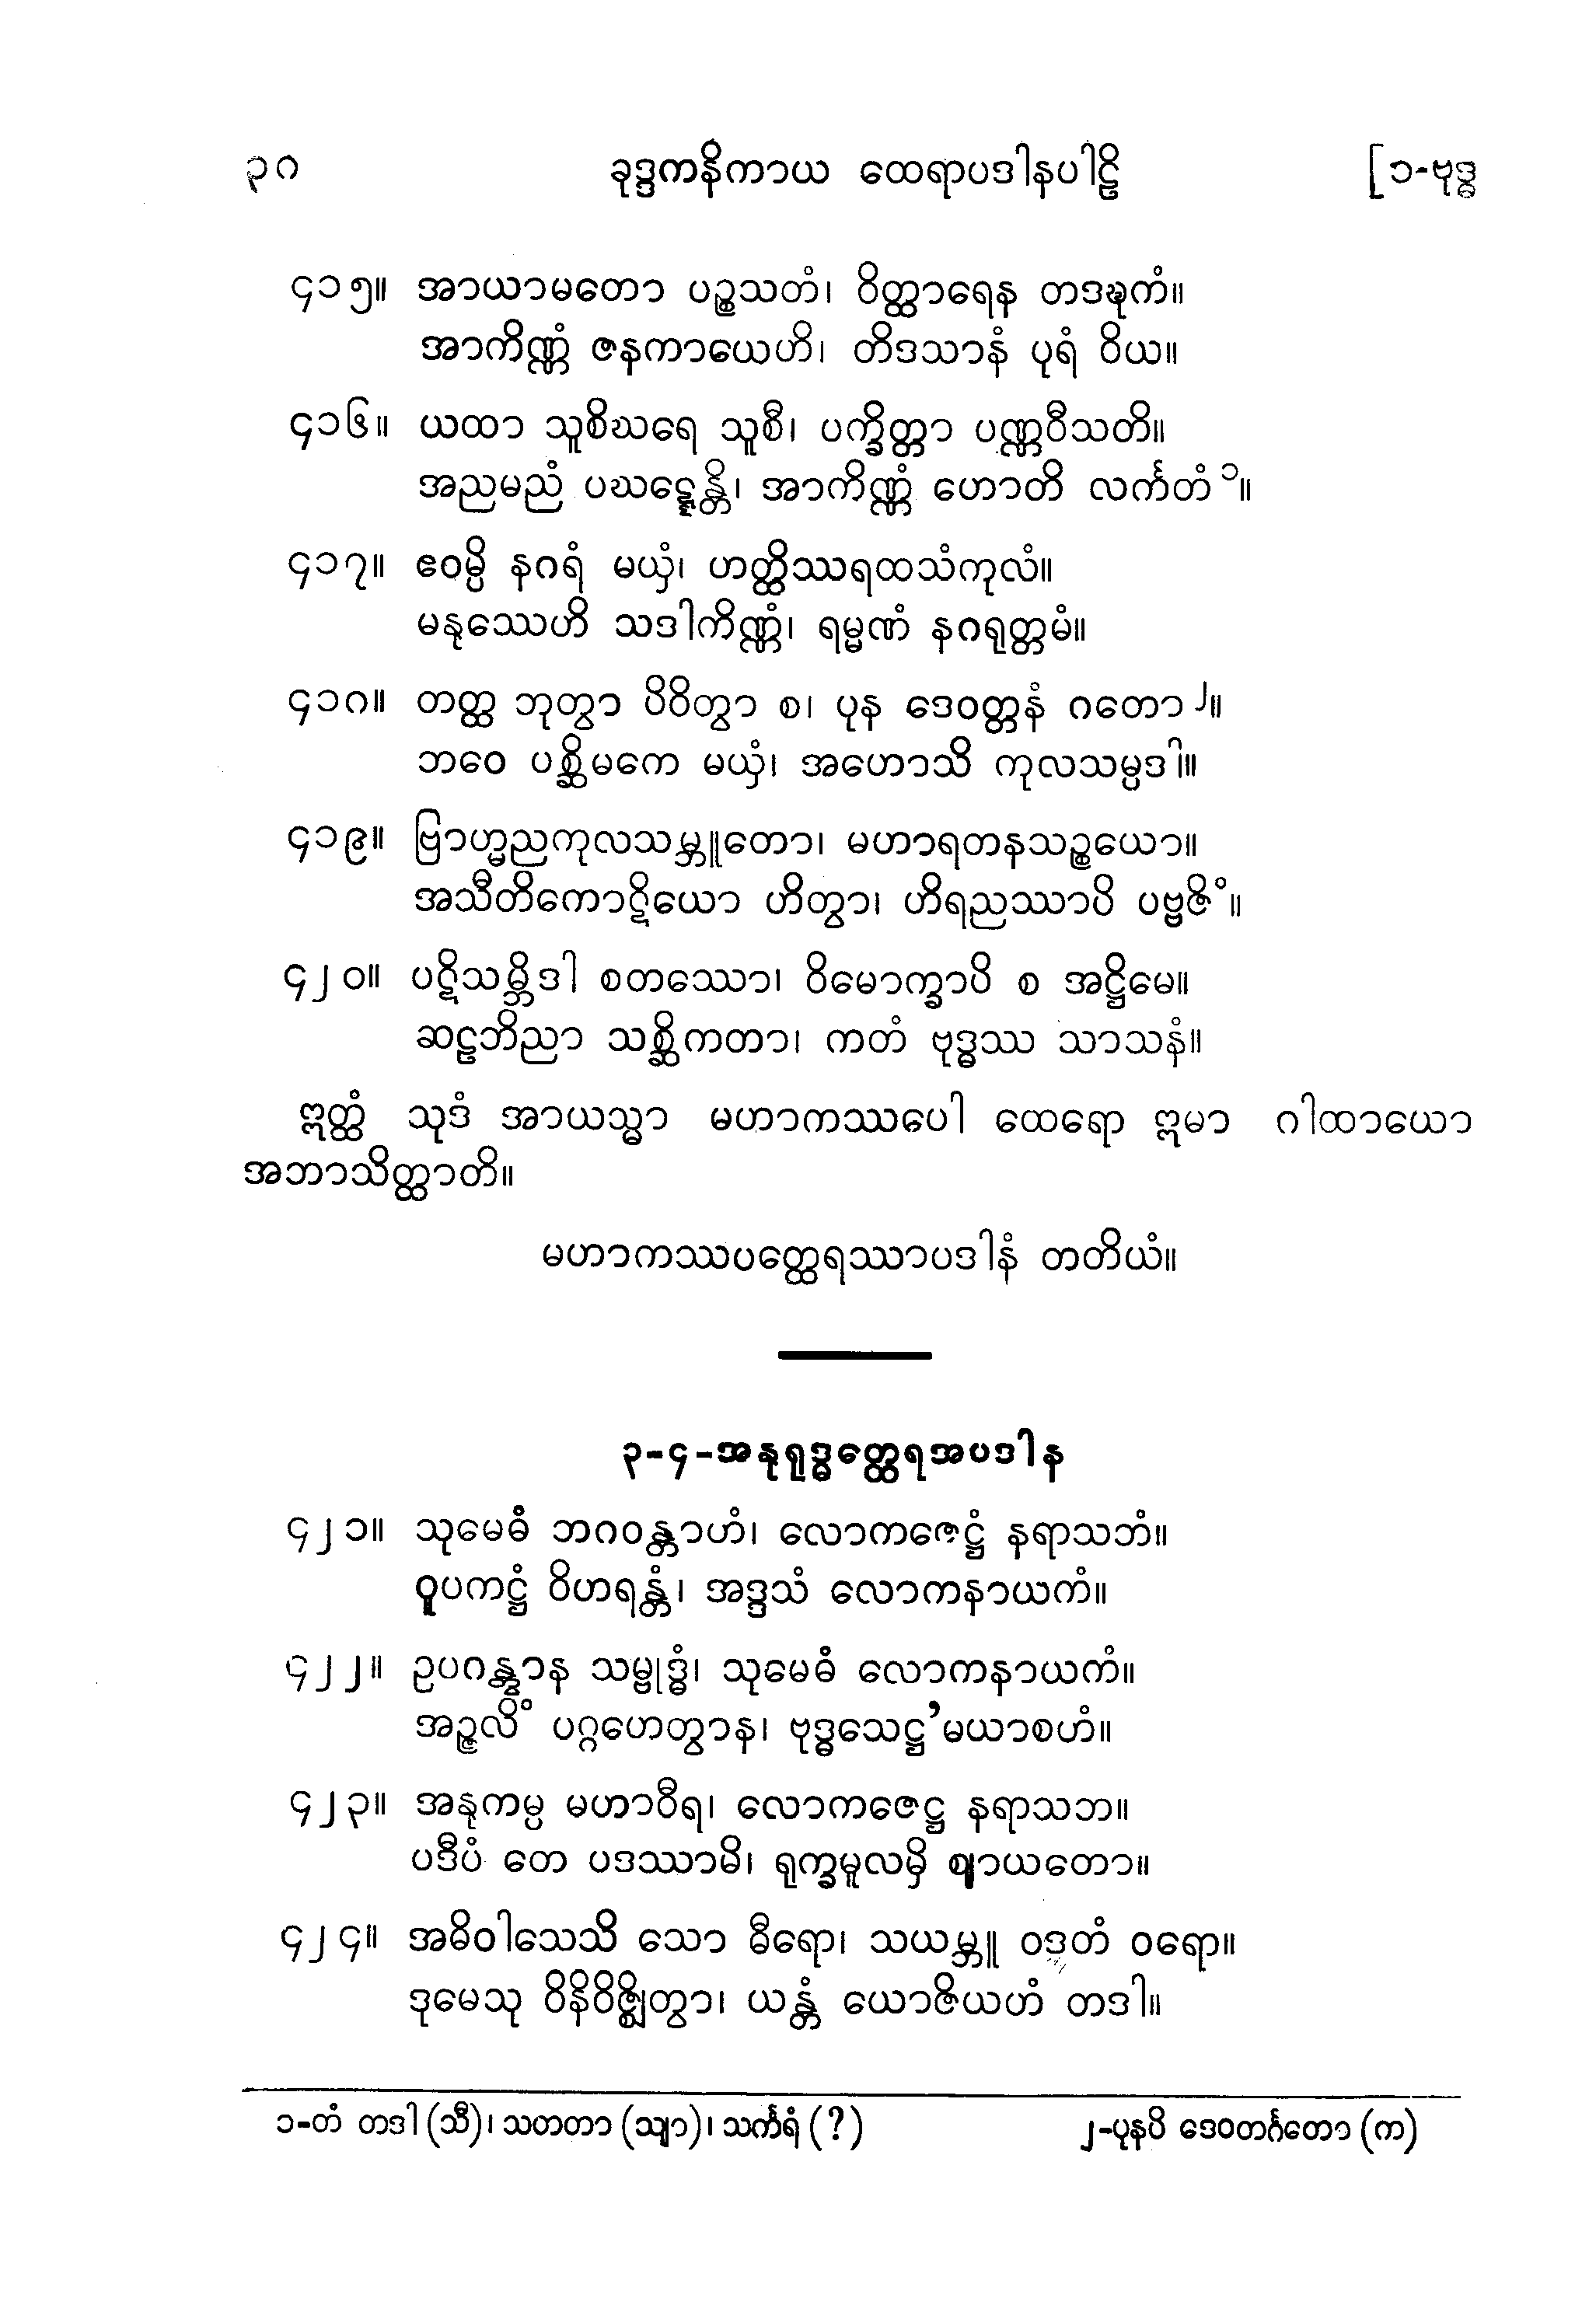 ၃၈ ခုဒ္ဒကနိကာယ ထေရာပဒါနပါဠိ [၁-ဗုဒ္ဓ
၄၁၅။ အာယာမတော ပဉ္စသတံ၊ ဝိတ္ထာရေန တဒဍ္ဎကံ။
အာကိဏ္ဏံ ဇနကာယေဟိ၊ တိဒသာနံ ပုရံ ဝိယ။
၄၁၆။ ယထာ သူစိဃရေ သူစီ၊ ပက္ခိတ္တာ ပဏ္ဏဝီသတိ။
အညမညံ ပဃဋ္ဋေန္တိ၊ အာကိဏ္ဏံ ဟောတိ လင်္ကတံ ၁။
၄၁၇။ ဧဝမ္ပိ နဂရံ မယှံ၊ ဟတ္ထိဿရထသံကုလံ။
မနုဿေဟိ သဒါကိဏ္ဏံ၊ ရမ္မဏံ နဂရုတ္တမံ။
၄၁၈။ တတ္ထ ဘုတွာ ပိဝိတွာ စ၊ ပုန ဒေဝတ္တနံ ဂတော ၂။
ဘဝေ ပစ္ဆိမကေ မယှံ၊ အဟောသိ ကုလသမ္ပဒါ။
၄၁၉။ ဗြာဟ္မညကုလသမ္ဘူတော၊ မဟာရတနသဉ္စယော။
အသီတိကောဋိယော ဟိတွာ၊ ဟိရညဿာပိ ပဗ္ဗဇိံ။
၄၂၀။ ပဋိသမ္ဘိဒါ စတဿော၊ ဝိမောက္ခာပိ စ အဋ္ဌိမေ။
ဆဠဘိညာ သစ္ဆိကတာ၊ ကတံ ဗုဒ္ဓဿ သာသနံ။
ဣတ္ထံ သုဒံ အာယသ္မာ မဟာကဿပေါ ထေရော ဣမာ ဂါထာယော
အဘာသိတ္ထာတိ။
မဟာကဿပတ္ထေရဿာပဒါနံ တတိယံ။
၃-၄-အနုရုဒ္ဓတ္ထေရအပဒါန
၄၂၁။ သုမေဓံ ဘဂဝန္တာဟံ၊ လောကဇေဋ္ဌံ နရာသဘံ။
ဝူပကဋ္ဌံ ဝိဟရန္တံ၊ အဒ္ဒသံ လောကနာယကံ။
၄၂၂။ ဥပဂန္တွာန သမ္ဗုဒ္ဓံ၊ သုမေဓံ လောကနာယကံ။
အဉ္ဇလိံ ပဂ္ဂဟေတွာန၊ ဗုဒ္ဓသေဋ္ဌ’မယာစဟံ။
၄၂၃။ အနုကမ္ပ မဟာဝီရ၊ လောကဇေဋ္ဌ နရာသဘ။
ပဒီပံ တေ ပဒဿာမိ၊ ရုက္ခမူလမှိ ဈာယတော။
၄၂၄။ အဓိဝါသေသိ သော ဓီရော၊ သယမ္ဘူ ဝဒတံ ဝရော။
ဒုမေသု ဝိနိဝိဇ္ဈိတွာ၊ ယန္တံ ယောဇိယဟံ တဒါ။
၁-တံ တဒါ (သီ)၊ သတတာ (သျာ)၊ သင်္ကရံ (?) ၂-ပုနပိ ဒေဝတင်္ဂတော (က)